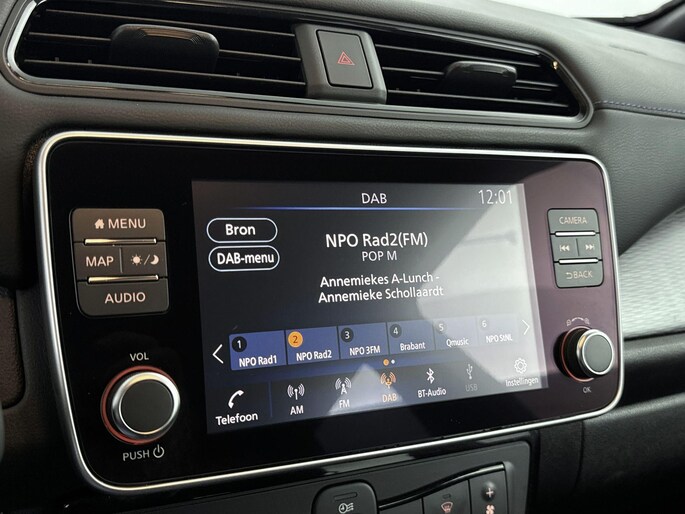 DAB
12:01
Bron
DAB-menu
NPO Rad2(FM)
POP M
Annemiekes A-Lunch -
Annemieke Schollaardt
1 2 3 4 5 6
NPO Rad1 NPO Rad2 NPO 3FM Brabant Qmusic NPO StNL
Telefoon AM FM DAB BT-Audio USB Instellingen
MENU
MAP
AUDIO
VOL
PUSH
CAMERA
BACK
OK